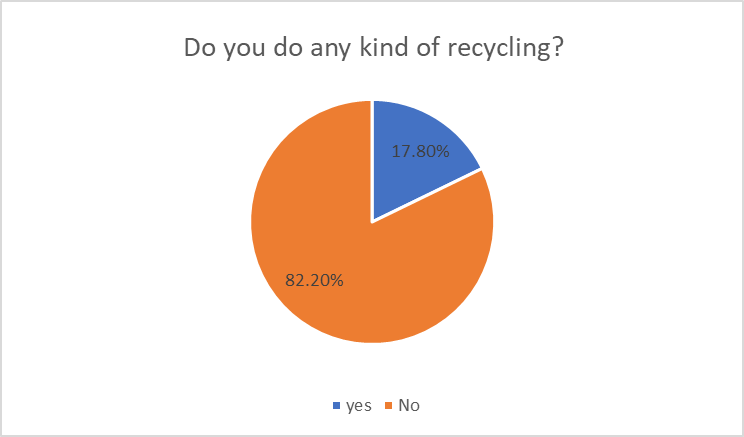 Do you do any kind of recycling?
17.80%
82.20%
yes No